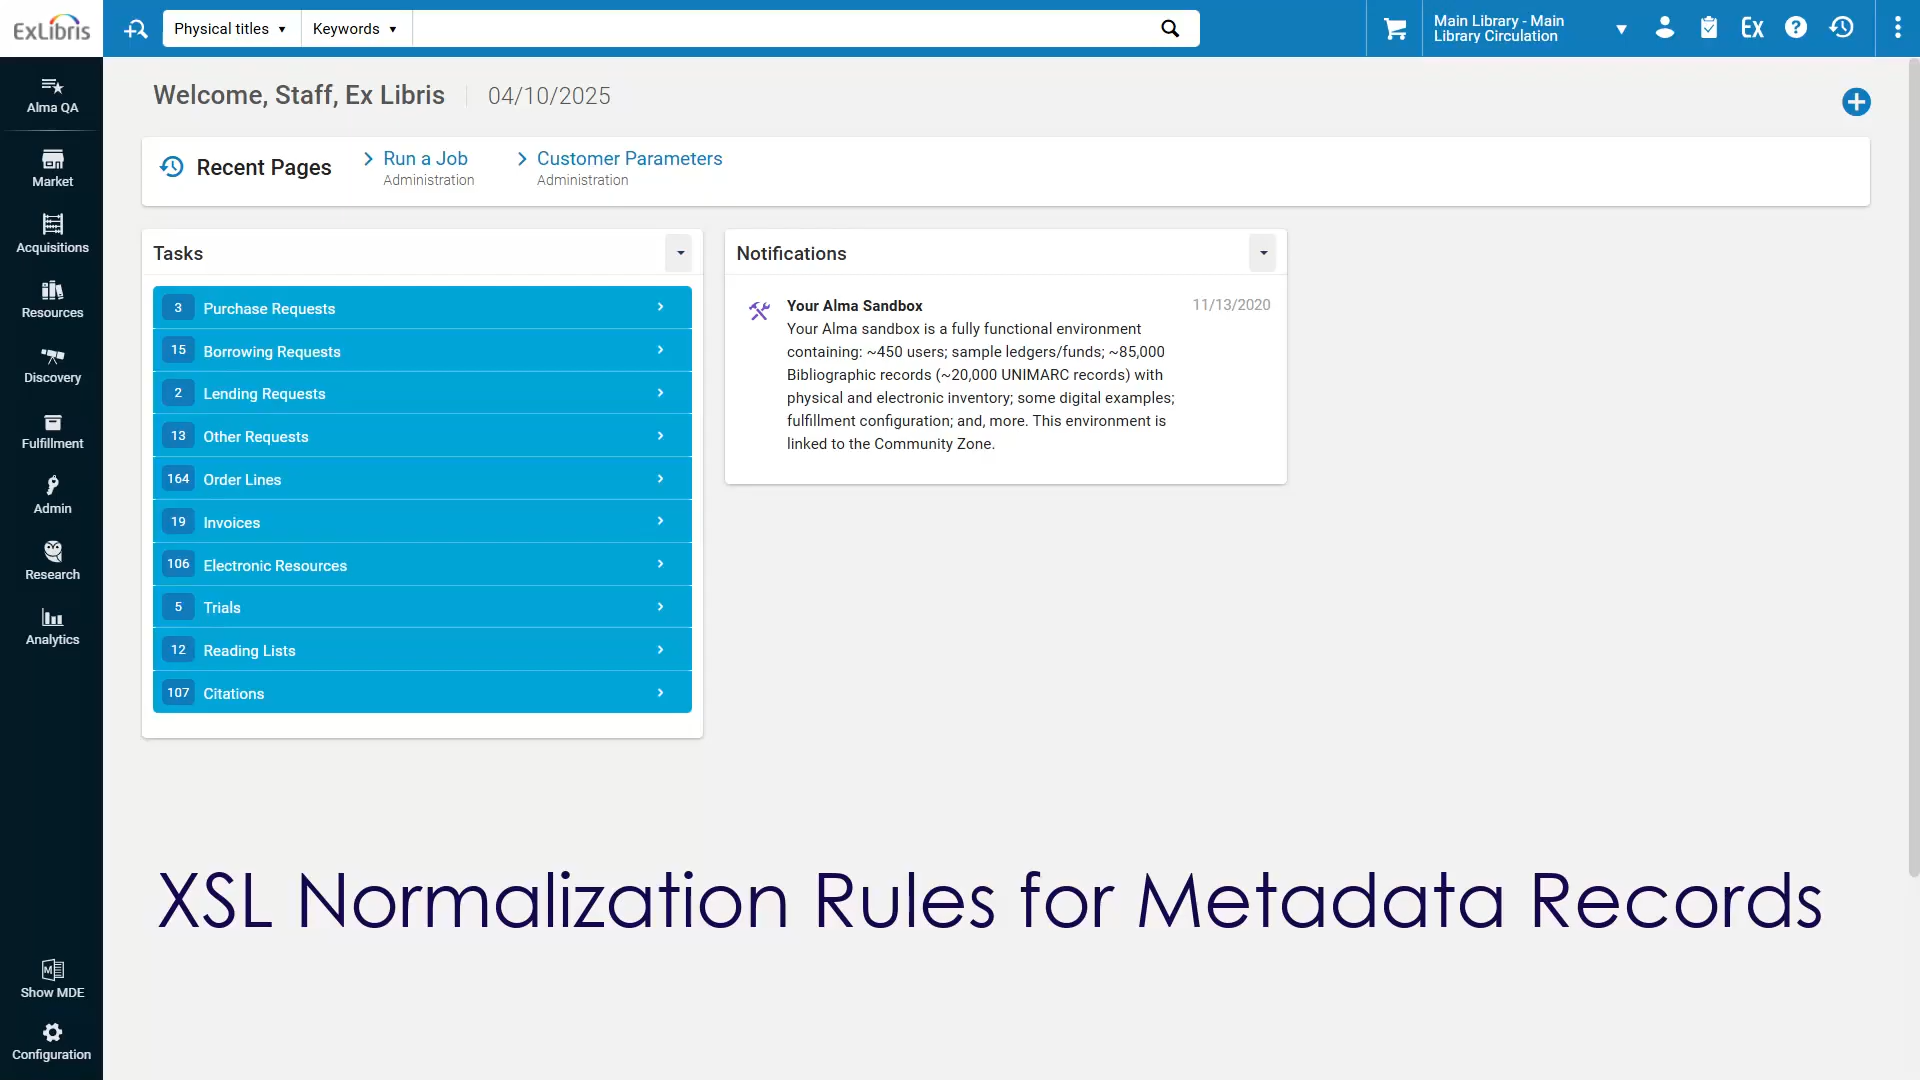 ExLibris
Physical titles
Keywords
Main Library - Main
Library Circulation
Ex
?
Alma QA
Market
Acquisitions
Resources
Discovery
Fulfillment
Admin
Research
Analytics
Show MDE
Configuration
Welcome, Staff, Ex Libris
04/10/2025
Recent Pages
Run a Job
Administration
Customer Parameters
Administration
Tasks
3 Purchase Requests
15 Borrowing Requests
2 Lending Requests
13 Other Requests
164 Order Lines
19 Invoices
106 Electronic Resources
5 Trials
12 Reading Lists
107 Citations
Notifications
Your Alma Sandbox
11/13/2020
Your Alma sandbox is a fully functional environment
containing: ~450 users; sample ledgers/funds; ~85,000
Bibliographic records (~20,000 UNIMARC records) with
physical and electronic inventory; some digital examples;
fulfillment configuration; and, more. This environment is
linked to the Community Zone.
XSL Normalization Rules for Metadata Records